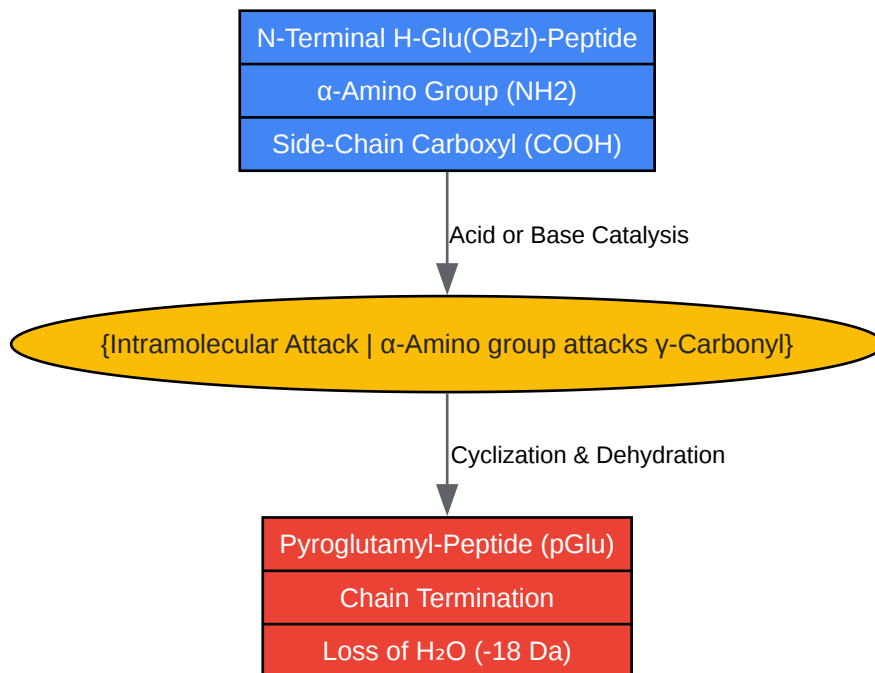 N-Terminal H-Glu(OBzl)-Peptide
α-Amino Group (NH2)
Side-Chain Carboxyl (COOH)
Acid or Base Catalysis
{Intramolecular Attack | α-Amino group attacks γ-Carbonyl}
Cyclization & Dehydration
Pyroglutamyl-Peptide (pGlu)
Chain Termination
Loss of H₂O (-18 Da)